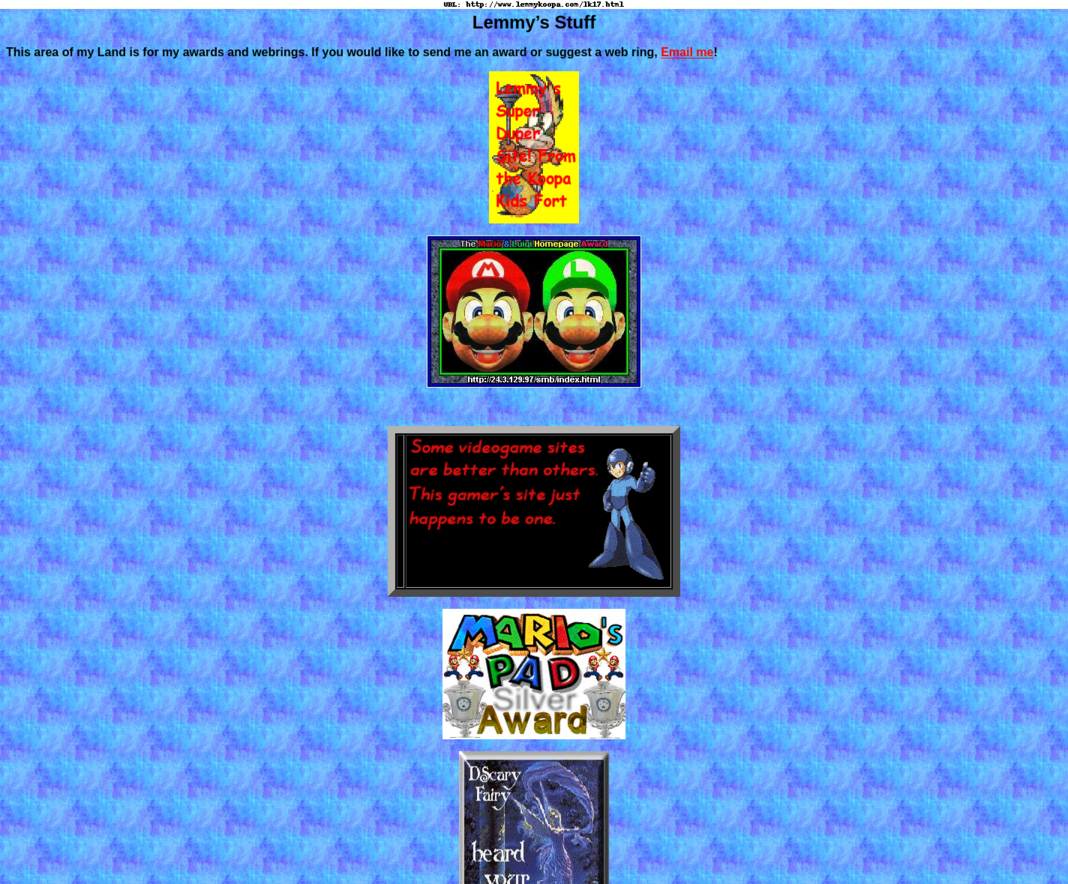 URL: http://www.lemmykoopa.com/lk17.html
Lemmy’s Stuff
This area of my Land is for my awards and webrings. If you would like to send me an award or suggest a web ring, Email me!
Lemmy's
Super
Duper
Site! From
the Koopa
Kids Fort
The Mario & Luigi Homepage Award
M
L
http://24.3.129.97/smb/index.html
Some videogame sites
are better than others.
This gamer's site just
happens to be one.
MARIO'S
PAD
Silver
Award
DScary
Fairy
heard
your